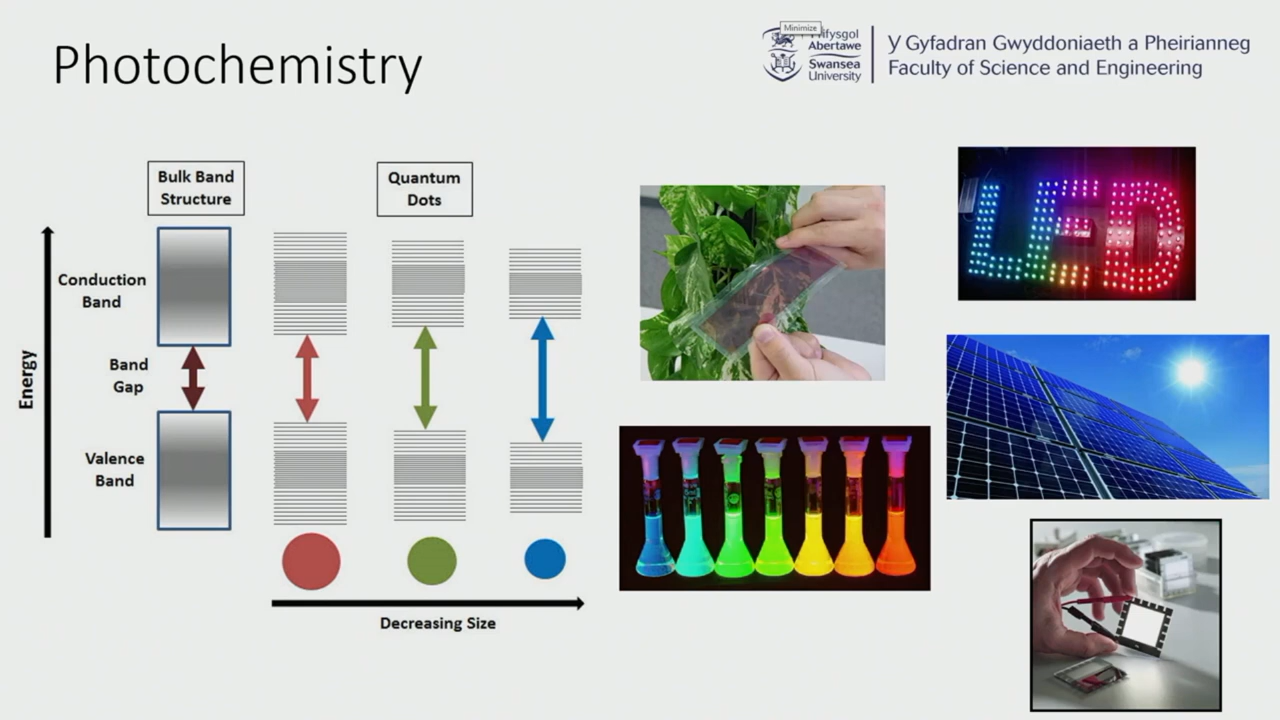 Photochemistry
Minimize
Abertawe
Swansea
University
Y Gyfadran Gwyddoniaeth a Pheirianneg
Faculty of Science and Engineering
Bulk Band
Structure
Quantum
Dots
Energy
Conduction
Band
Band
Gap
Valence
Band
Decreasing Size
LED